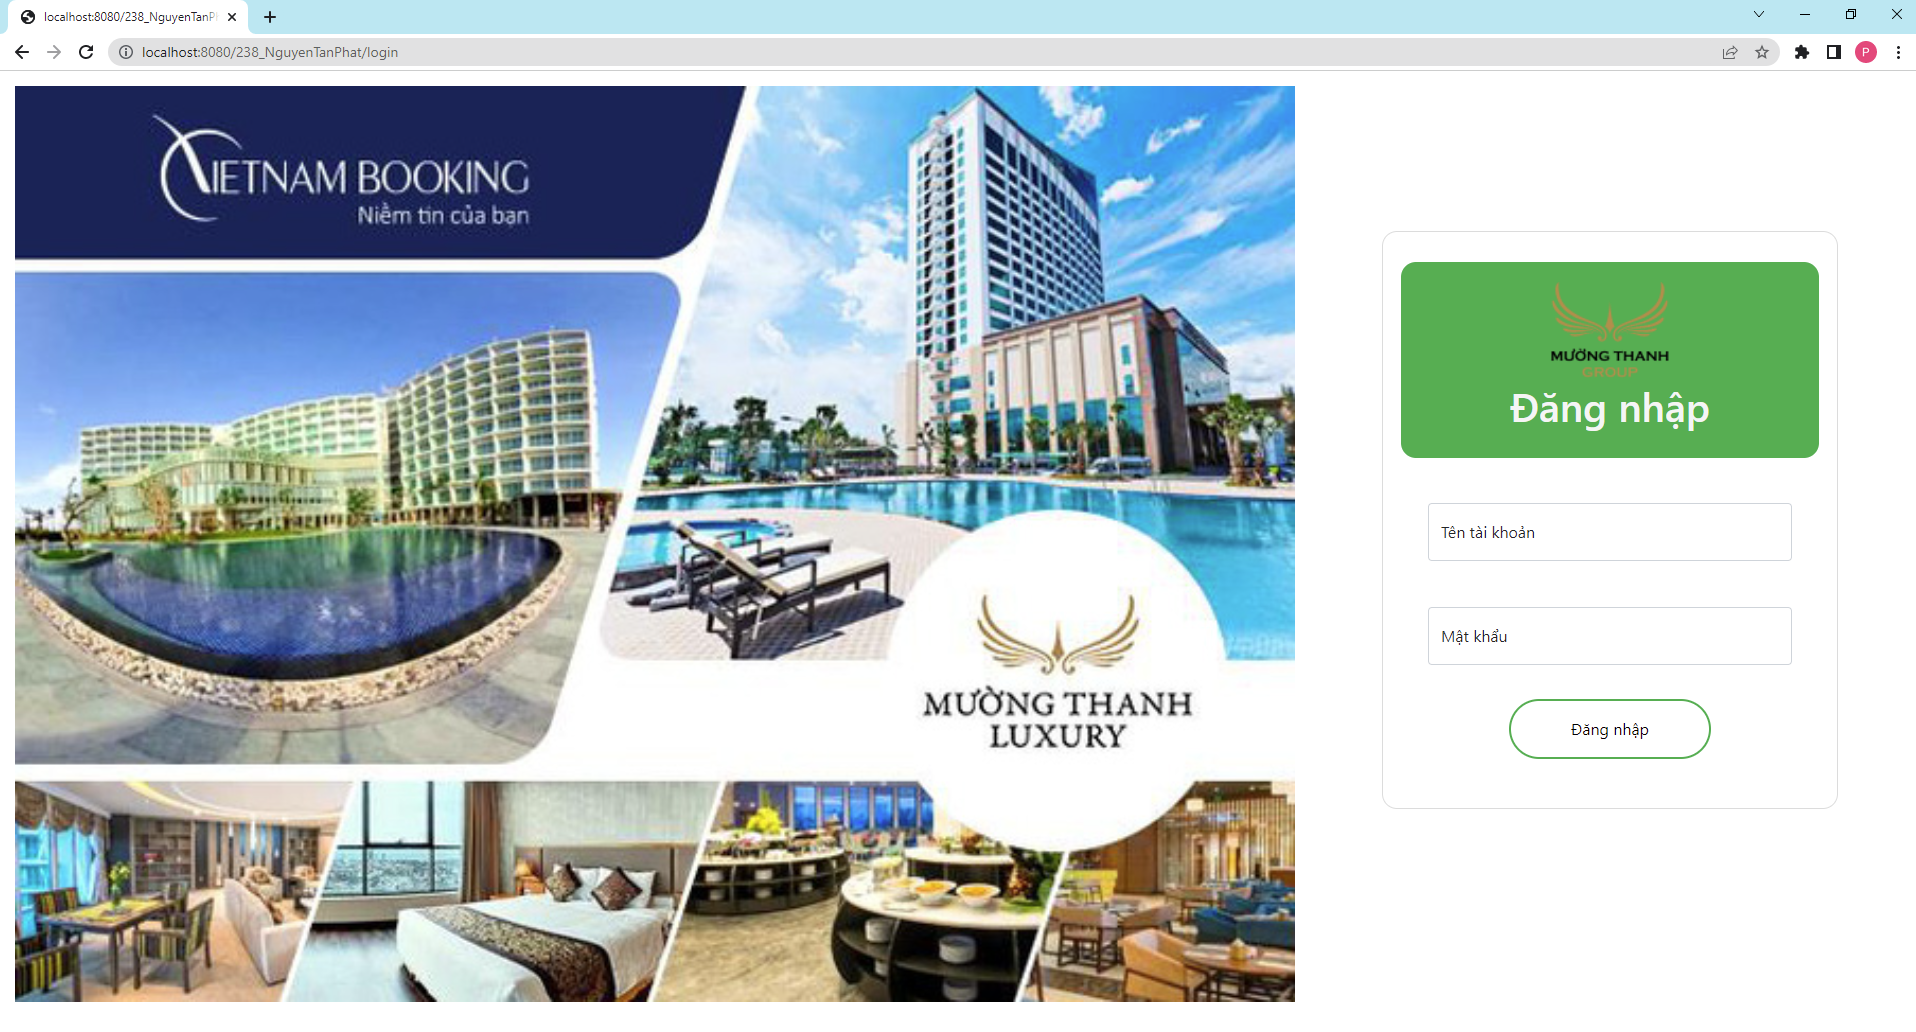 localhost:8080/238_NguyenTanP
localhost:8080/238_NguyenTanPhat/login
P
VIETNAM BOOKING
Niềm tin của bạn
MƯỜNG THANH
LUXURY
MƯỜNG THANH
GROUP
Đăng nhập
Tên tài khoản
Mật khẩu
Đăng nhập